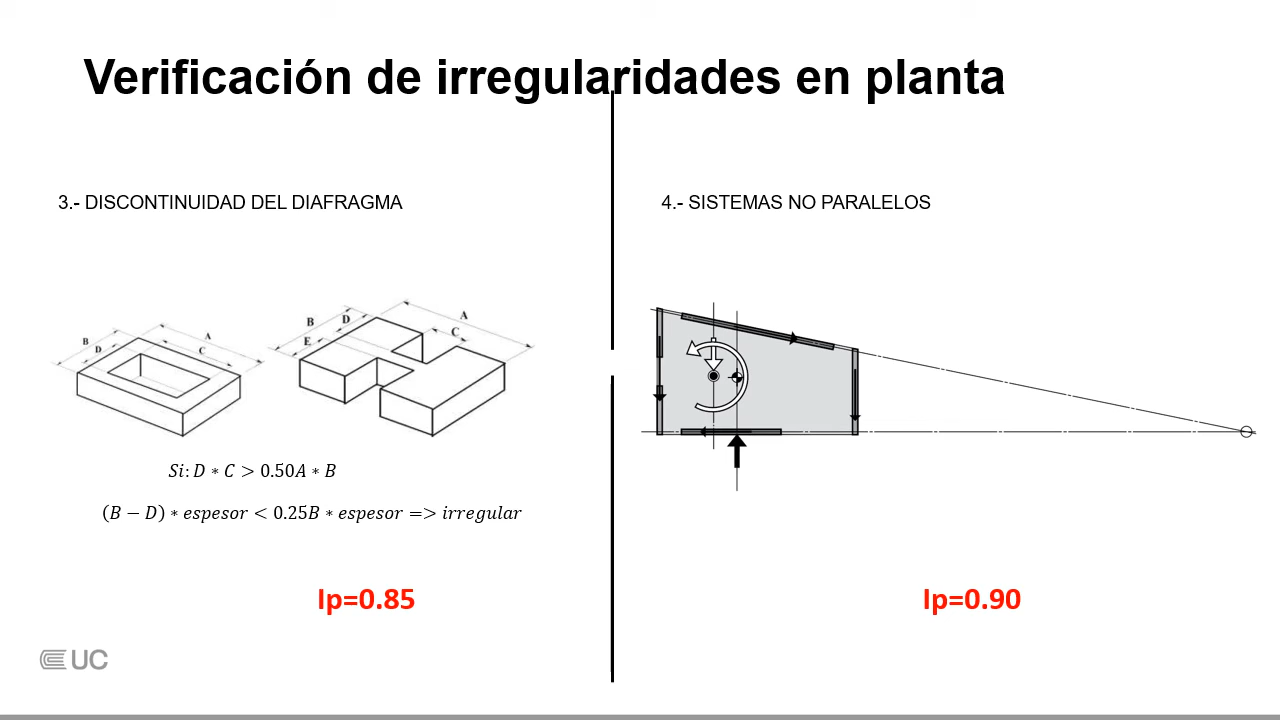 Verificación de irregularidades en planta
3.- DISCONTINUIDAD DEL DIAFRAGMA
B
D
A
C
B
D
E
A
C
Si: D ∗ C > 0.50A ∗ B
(B − D) ∗ espesor < 0.25B ∗ espesor => irregular
Ip=0.85
4.- SISTEMAS NO PARALELOS
Ip=0.90
UC